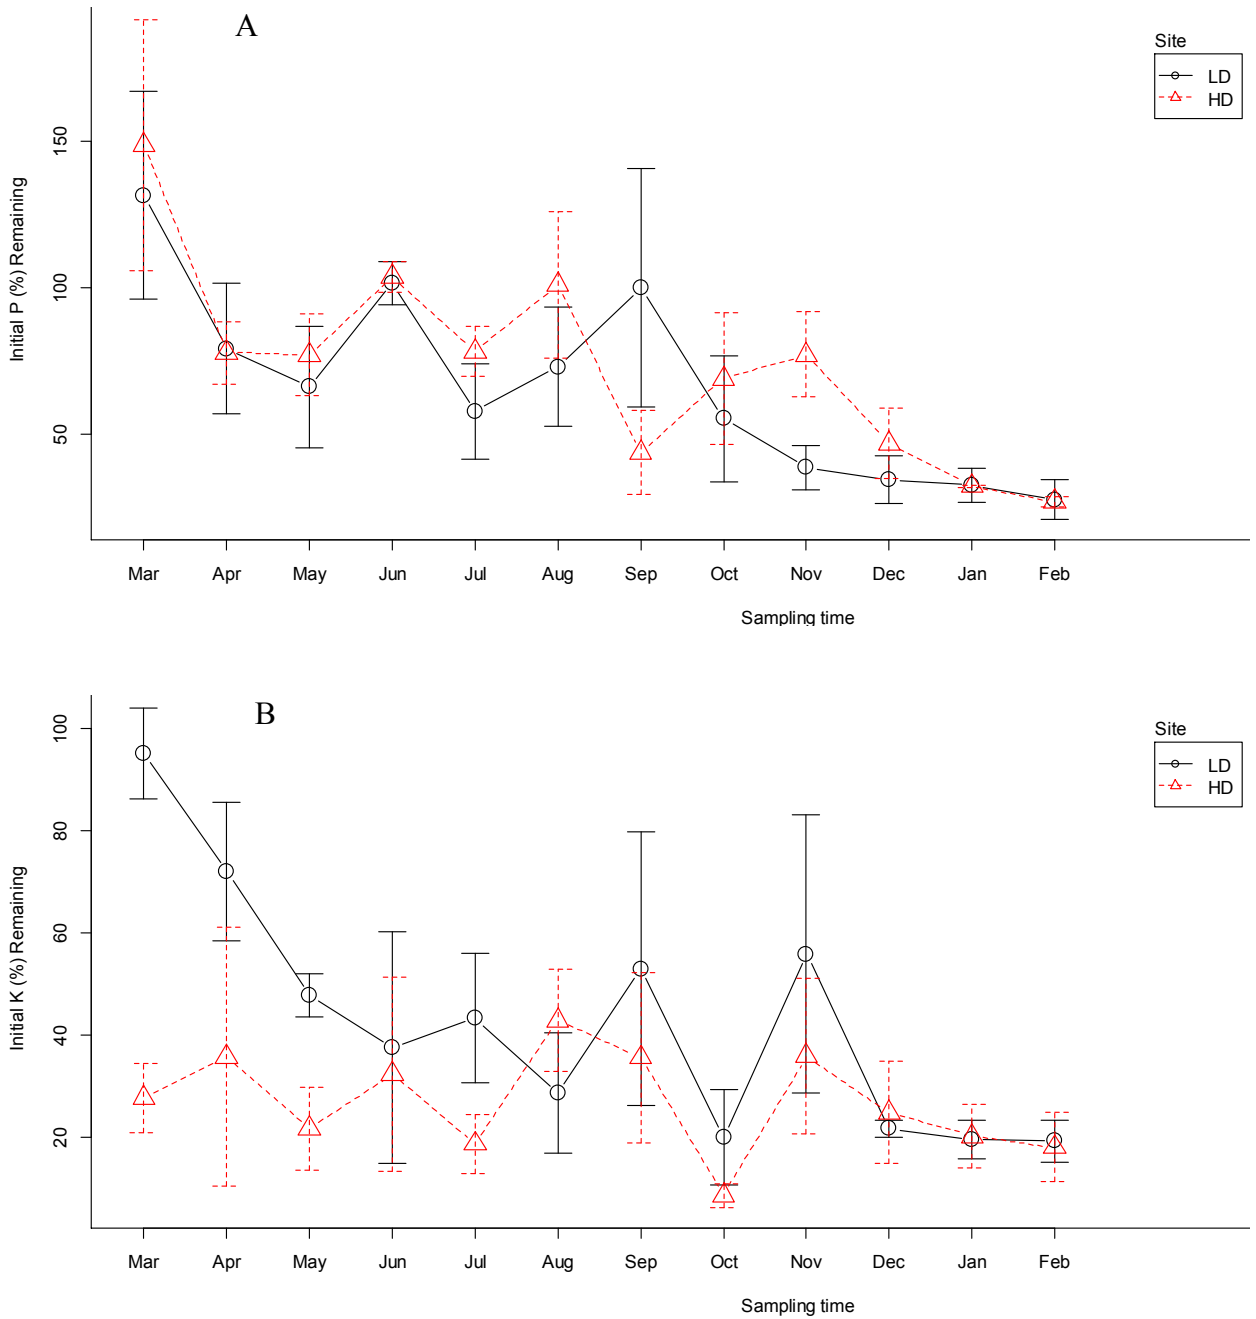 A
Site
LD
HD
150
100
50
Initial P (%) Remaining
Mar Apr May Jun Jul Aug Sep Oct Nov Dec Jan Feb
Sampling time
B
Site
LD
HD
100
80
60
40
20
Initial K (%) Remaining
Mar Apr May Jun Jul Aug Sep Oct Nov Dec Jan Feb
Sampling time